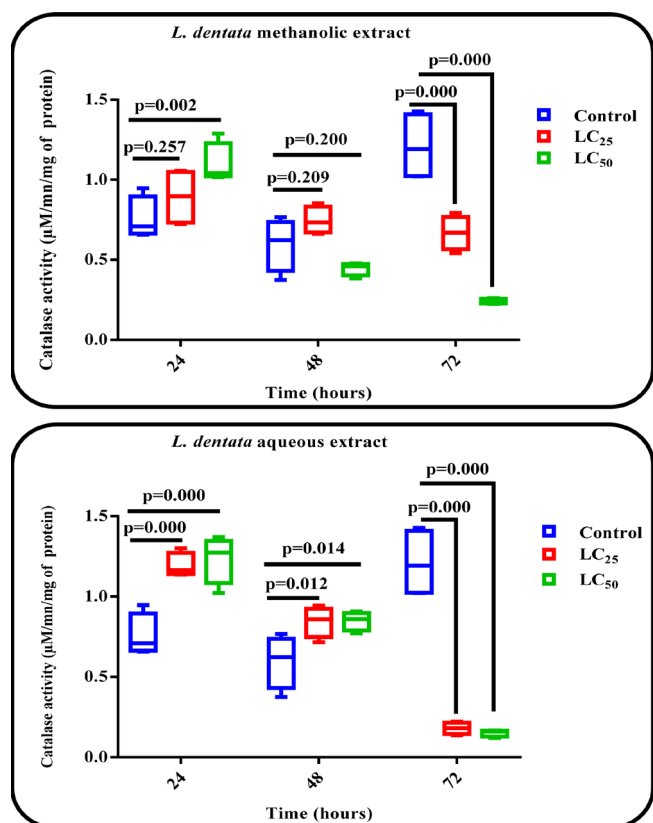 L. dentata methanolic extract
p=0.000
p=0.000
p=0.002
p=0.257
p=0.200
p=0.209
Control
LC25
LC50
Catalase activity (µM/mn/mg of protein)
1.5
1.0
0.5
0.0
24
48
72
Time (hours)
L. dentata aqueous extract
p=0.000
p=0.000
p=0.000
p=0.000
p=0.014
p=0.012
Control
LC25
LC50
Catalase activity (µM/mn/mg of protein)
1.5
1.0
0.5
0.0
24
48
72
Time (hours)